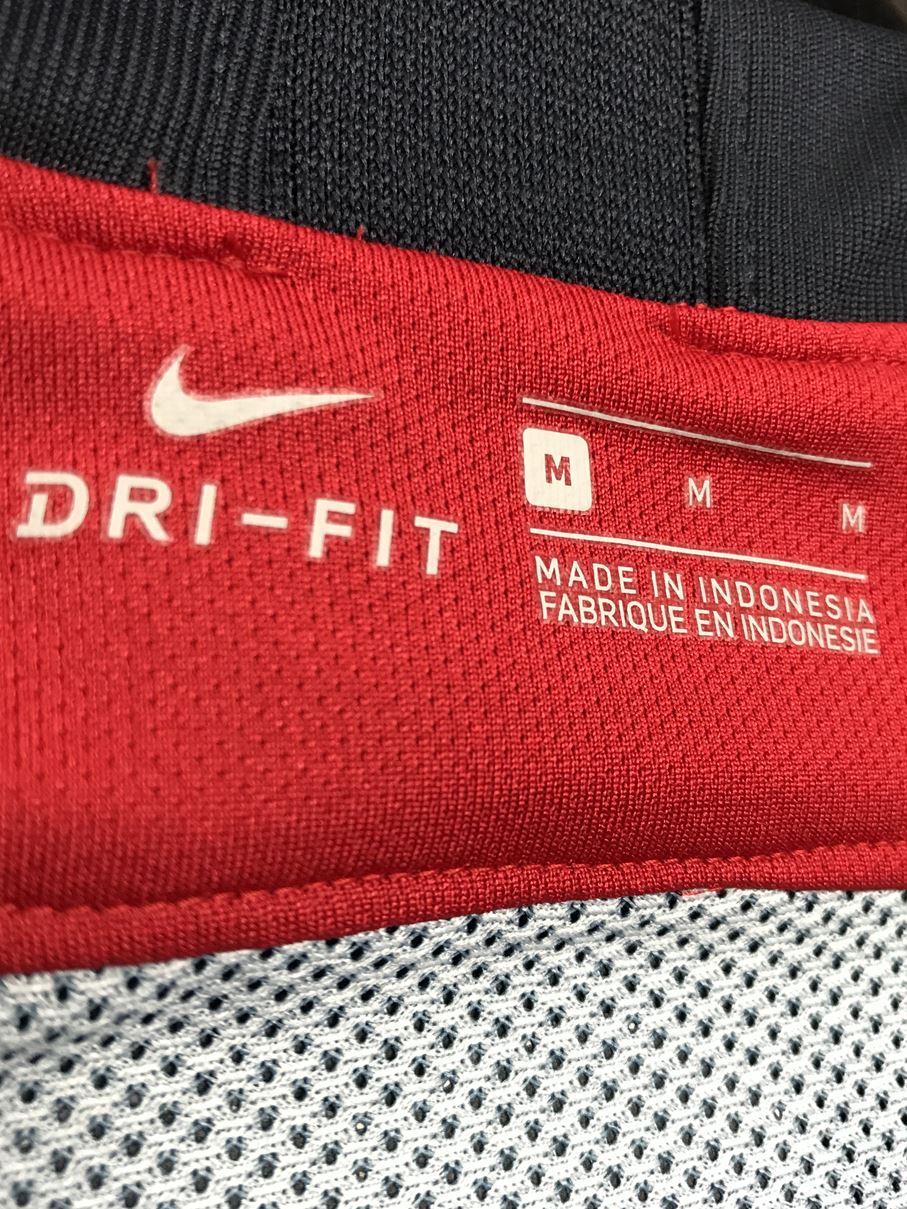 DRI-FIT
M M M
MADE IN INDONESIA
FABRIQUE EN INDONESIE